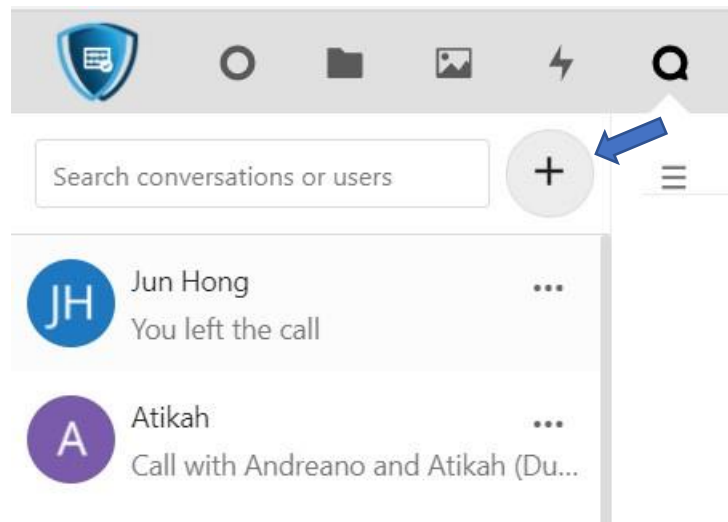 Search conversations or users
JH
Jun Hong
You left the call
A
Atikah
Call with Andreano and Atikah (Du...